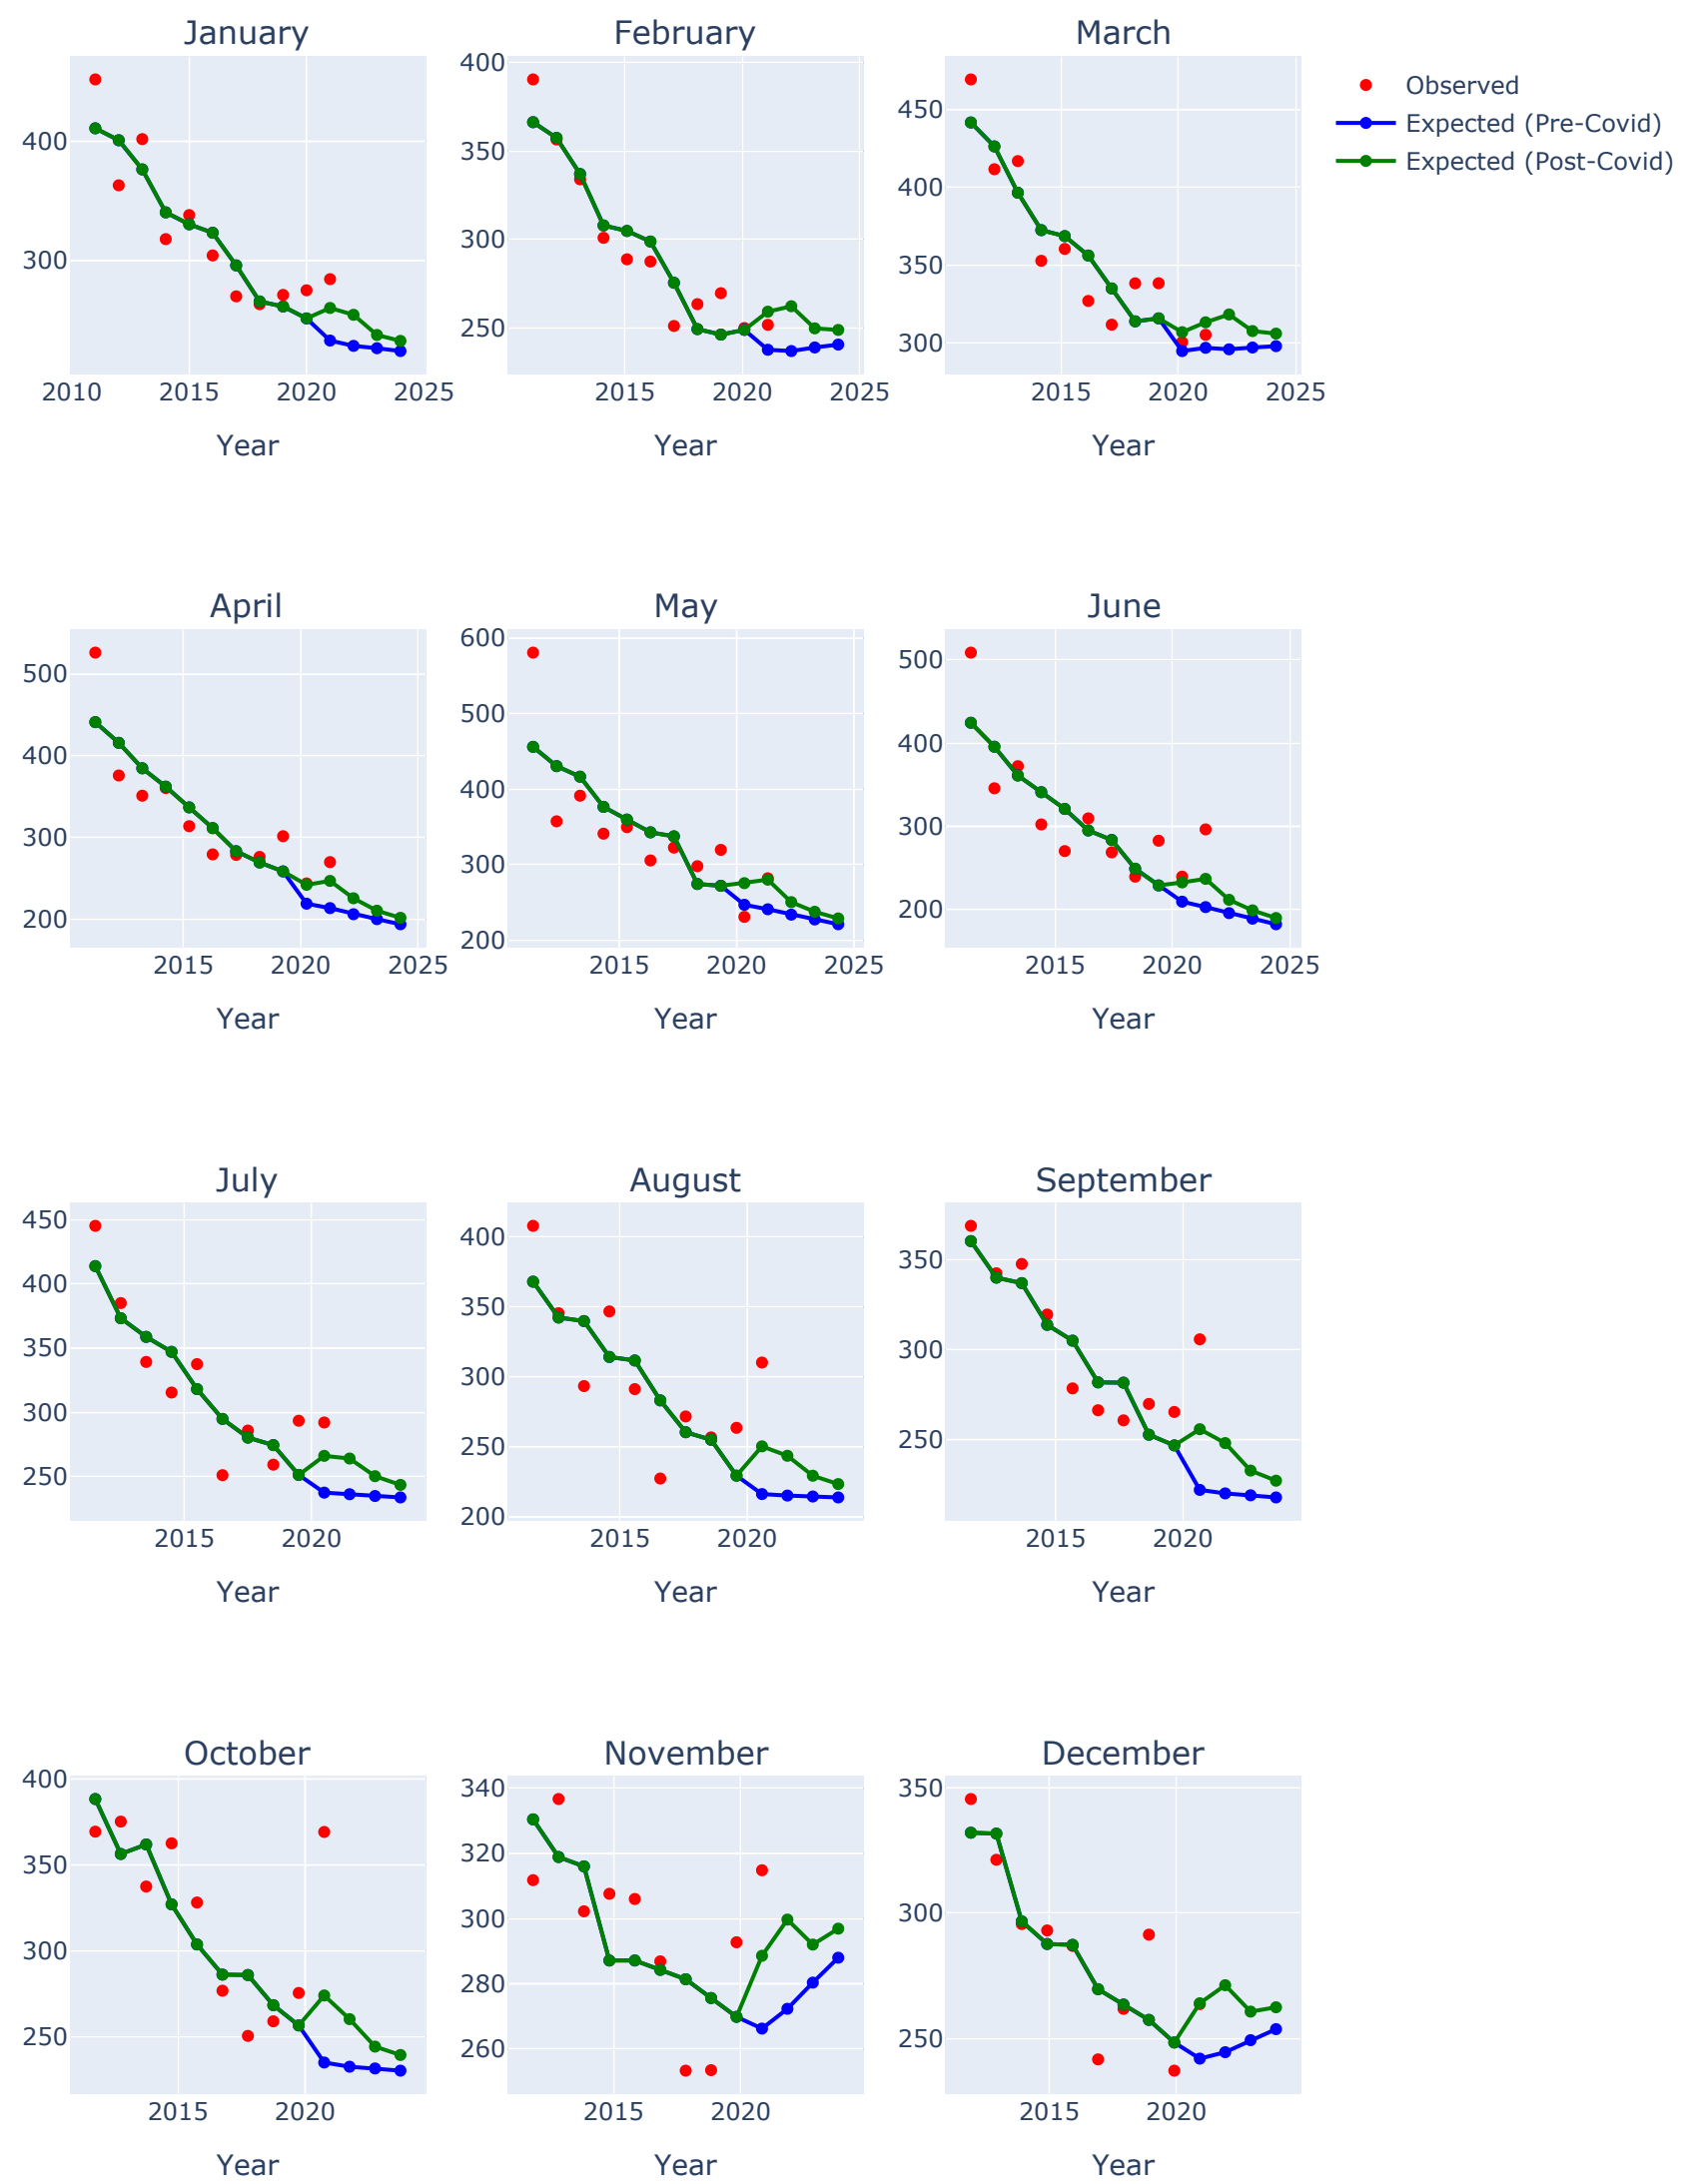 January
February
March
Observed
Expected (Pre-Covid)
Expected (Post-Covid)
400
300
2010 2015 2020 2025
Year
400
350
300
250
2015 2020 2025
Year
450
400
350
300
2015 2020 2025
Year
April
May
June
500
400
300
200
2015 2020 2025
Year
600
500
400
300
200
2015 2020 2025
Year
500
400
300
200
2015 2020 2025
Year
July
August
September
450
400
350
300
250
2015 2020
Year
400
350
300
250
200
2015 2020
Year
350
300
250
2015 2020
Year
October
November
December
400
350
300
250
2015 2020
Year
340
320
300
280
260
2015 2020
Year
350
300
250
2015 2020
Year